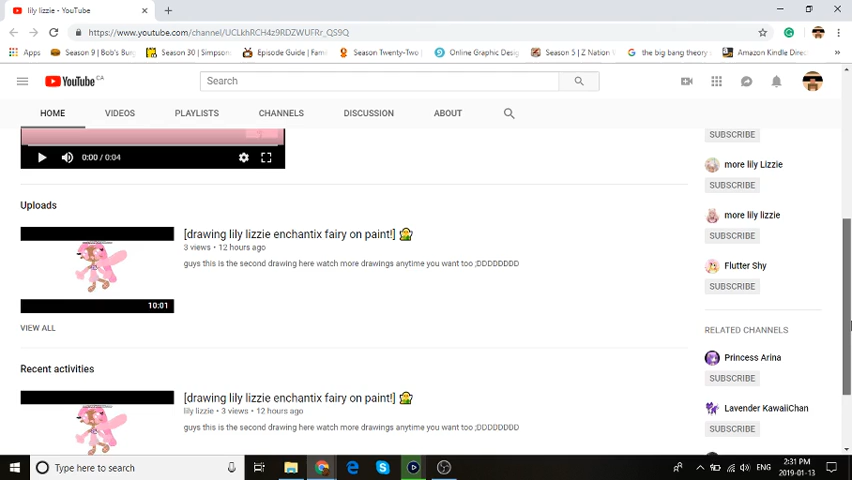 lily lizzie - YouTube
https://www.youtube.com/channel/UCLkhRCH4z9RDZWUFRr_QS9Q
Apps
Season 9 | Bob's Burg
Season 30 | Simpson
Episode Guide | Fam
Season Twenty-Two
Online Graphic Desi
Season 5 | Z Nation
the big bang theory
Amazon Kindle Direc
YouTube CA
Search
HOME
VIDEOS
PLAYLISTS
CHANNELS
DISCUSSION
ABOUT
SUBSCRIBE
0:00 / 0:04
more lily Lizzie
SUBSCRIBE
Uploads
more lily lizzie
SUBSCRIBE
[drawing lily lizzie enchantix fairy on paint!]
3 views • 12 hours ago
guys this is the second drawing here watch more drawings anytime you want too ;DDDDDDDD
10:01
Flutter Shy
SUBSCRIBE
VIEW ALL
RELATED CHANNELS
Recent activities
Princess Arina
SUBSCRIBE
[drawing lily lizzie enchantix fairy on paint!]
lily lizzie • 3 views • 12 hours ago
guys this is the second drawing here watch more drawings anytime you want too ;DDDDDDDD
Lavender KawaiiChan
SUBSCRIBE
Type here to search
ENG
2:31 PM
2019-01-13